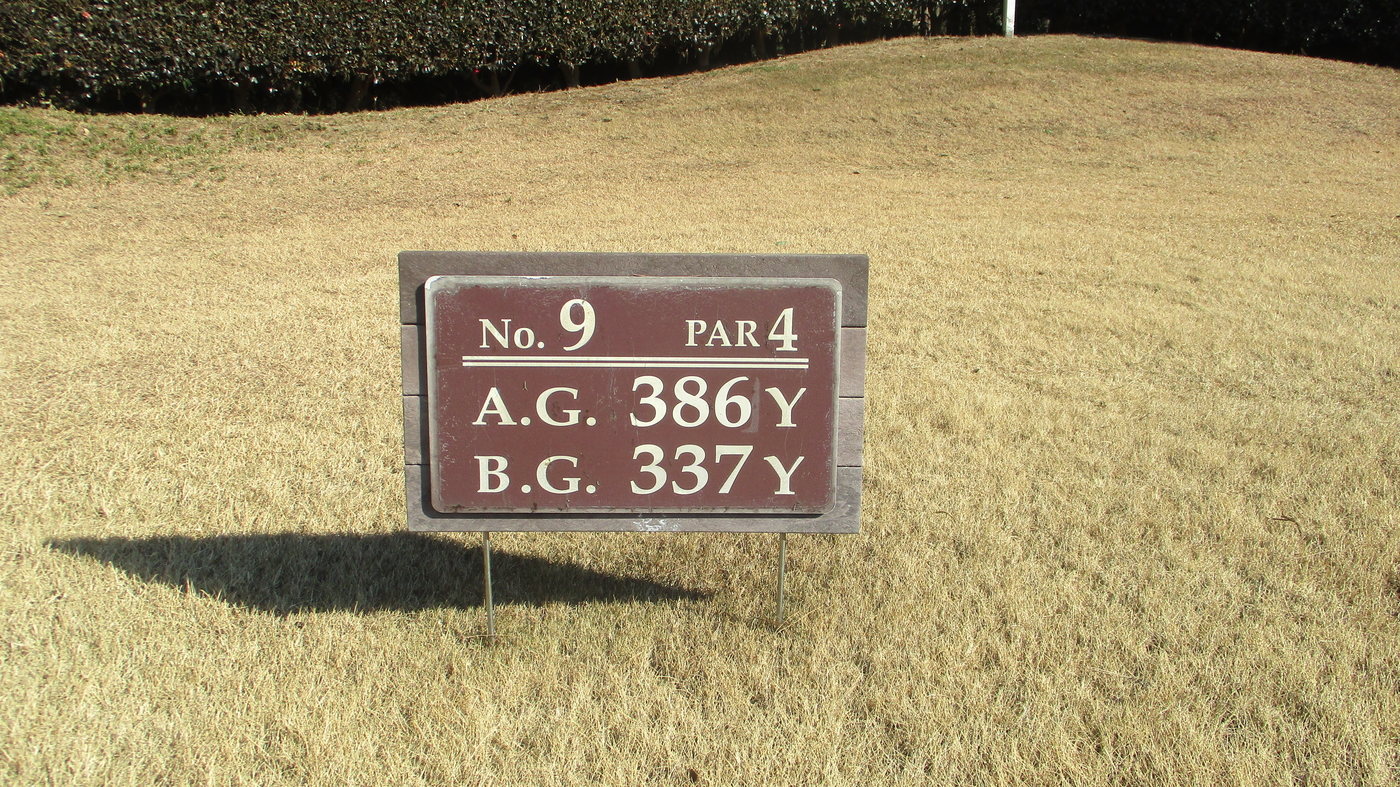 No. 9 PAR 4
A.G. 386 Y
B.G. 337 Y